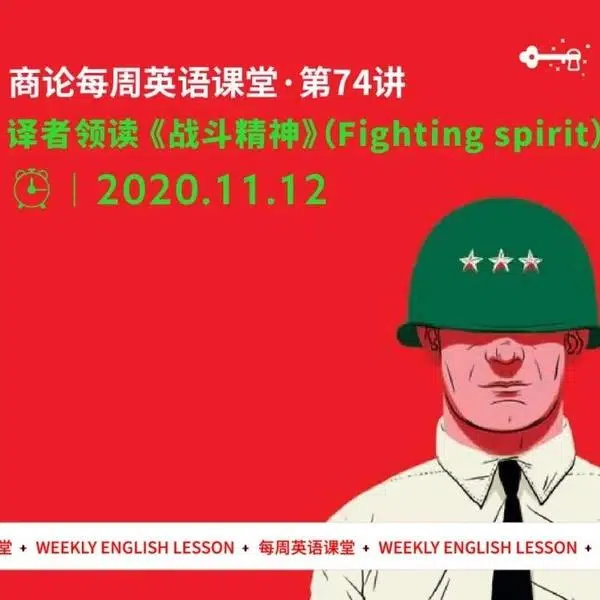 商论每周英语课堂·第74讲
译者领读《战斗精神》(Fighting spirit)
2020.11.12
堂 + WEEKLY ENGLISH LESSON + 每周英语课堂 + WEEKLY ENGLISH LESSON +